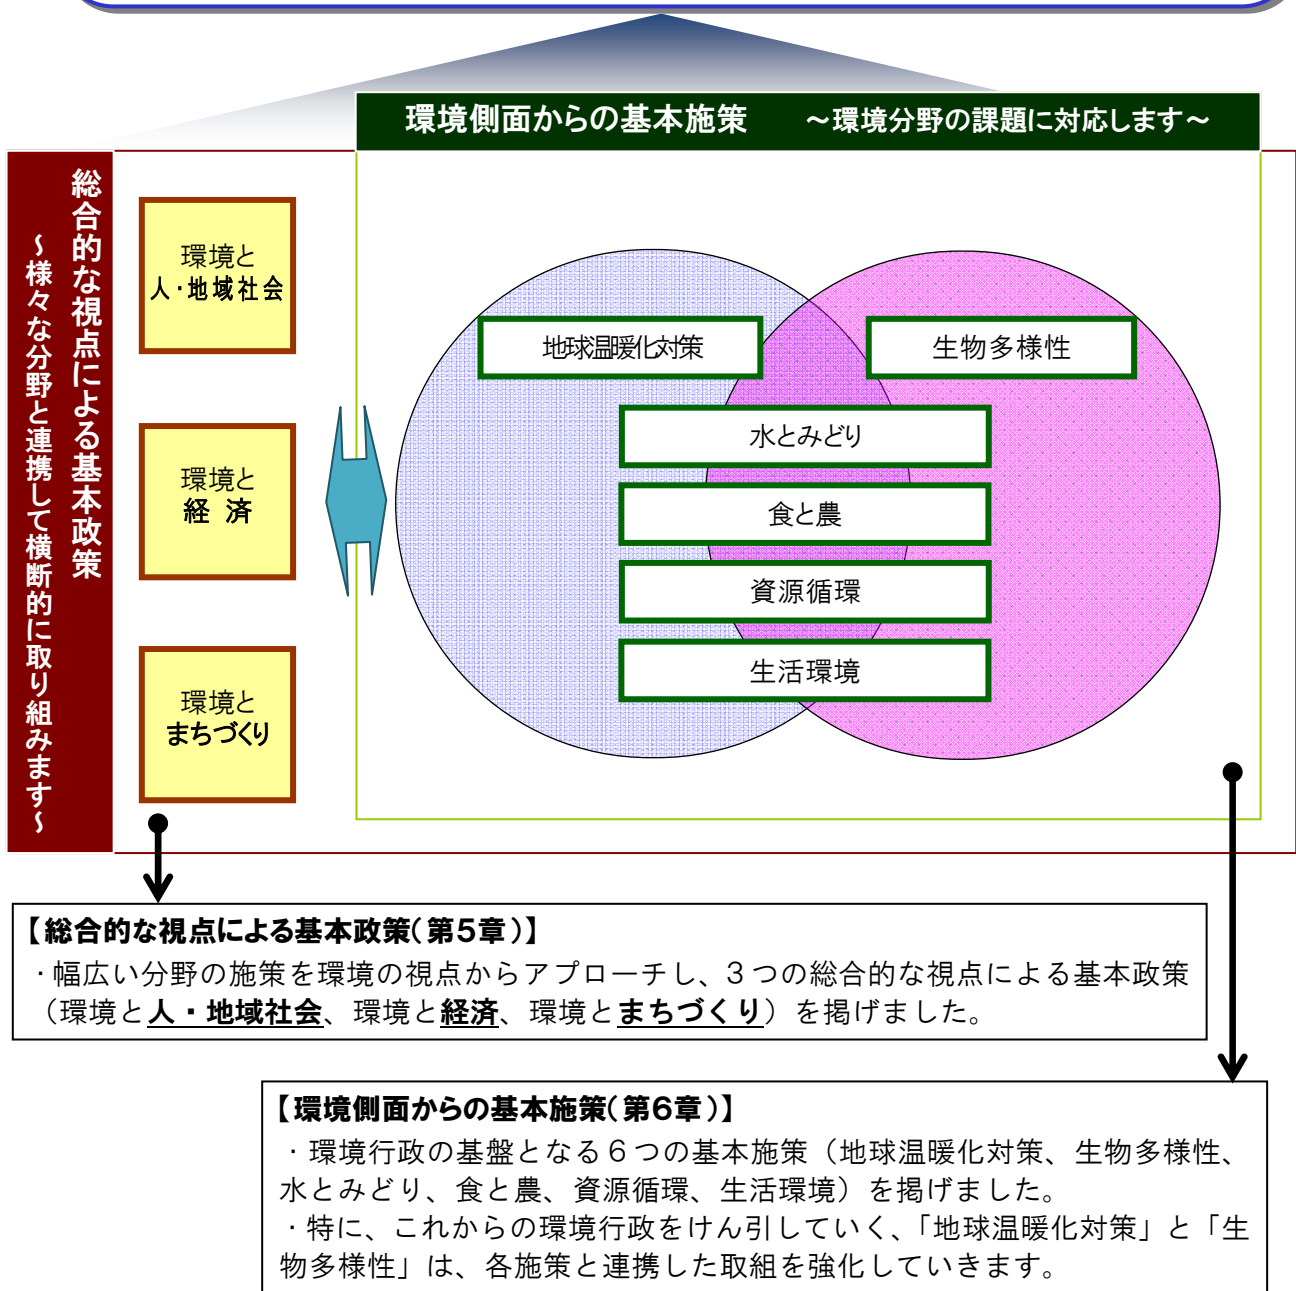 環境側面からの基本施策　～環境分野の課題に対応します～
総合的な視点による基本政策
～様々な分野と連携して横断的に取り組みます～
環境と
人・地域社会
環境と
経 済
環境と
まちづくり
地球温暖化対策
生物多様性
水とみどり
食と農
資源循環
生活環境
【総合的な視点による基本政策（第5章）】
・幅広い分野の施策を環境の視点からアプローチし、３つの総合的な視点による基本政策
（環境と人・地域社会、環境と経済、環境とまちづくり）を掲げました。
【環境側面からの基本施策（第6章）】
・環境行政の基盤となる６つの基本施策（地球温暖化対策、生物多様性、
水とみどり、食と農、資源循環、生活環境）を掲げました。
・特に、これからの環境行政をけん引していく、「地球温暖化対策」と「生
物多様性」は、各施策と連携した取組を強化していきます。